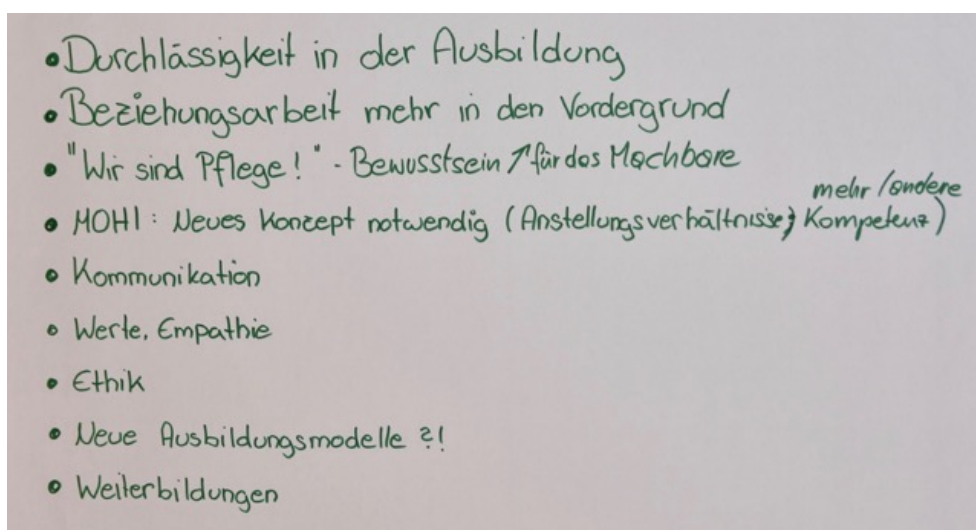 • Durchlässigkeit in der Ausbildung
• Beziehungsarbeit mehr in den Vordergrund
• "Wir sind Pflege!" - Bewusstsein ↗ für das Machbare
mehr / andere
• MOHI: Neues Konzept notwendig (Anstellungsverhältnisse; Kompetenz)
• Kommunikation
• Werte, Empathie
• Ethik
• Neue Ausbildungsmodelle ?!
• Weiterbildungen